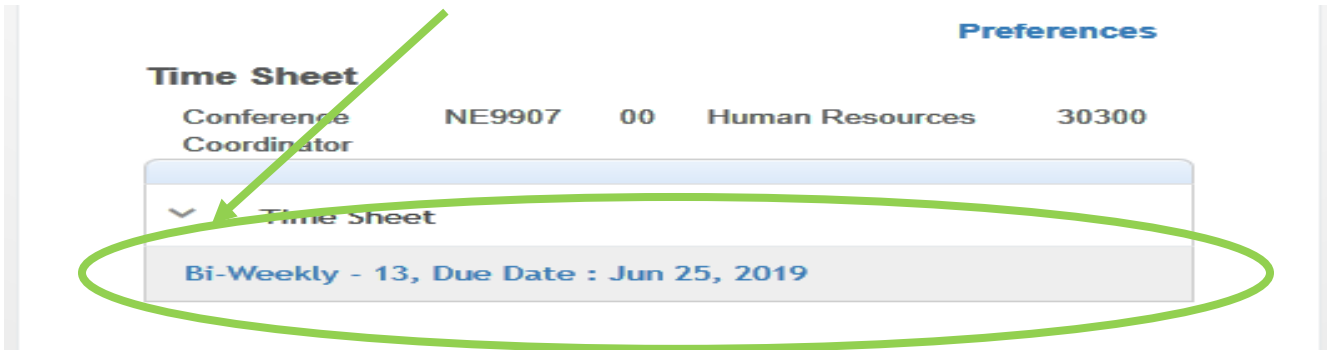 Preferences
Time Sheet
Conference Coordinator NE9907 00 Human Resources 30300
Time Sheet
Bi-Weekly - 13, Due Date : Jun 25, 2019